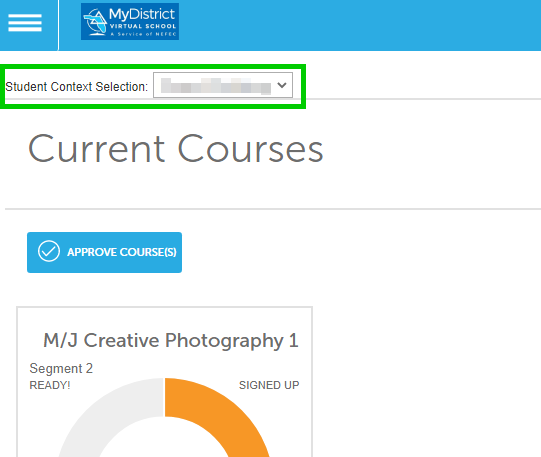 MyDistrict
VIRTUAL SCHOOL
A Service of NEFEC
Student Context Selection:
Current Courses
APPROVE COURSE(S)
M/J Creative Photography 1
Segment 2
READY! SIGNED UP